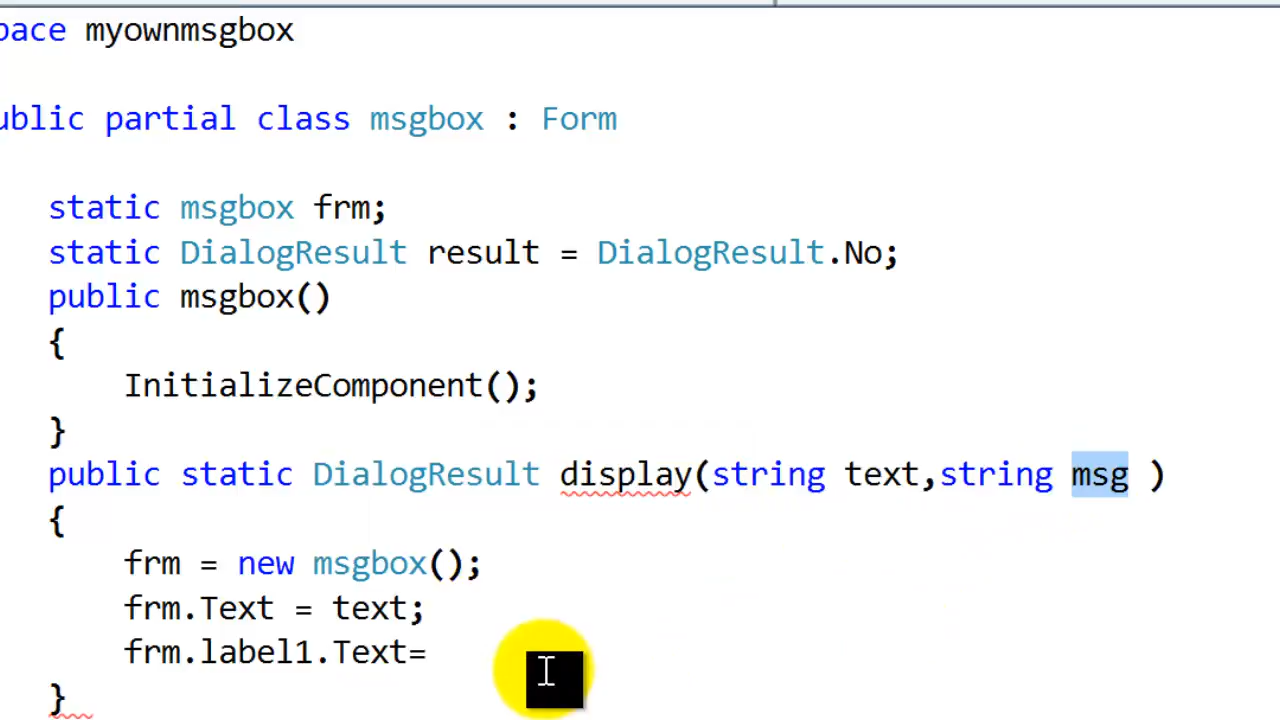 pace myownmsgbox
ublic partial class msgbox : Form
static msgbox frm;
static DialogResult result = DialogResult.No;
public msgbox()
{
InitializeComponent();
}
public static DialogResult display(string text,string msg )
{
frm = new msgbox();
frm.Text = text;
frm.label1.Text=
}